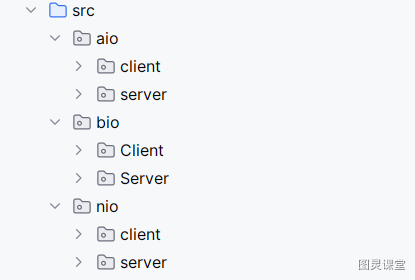 src
aio
client
server
bio
Client
Server
nio
client
server
图灵课堂